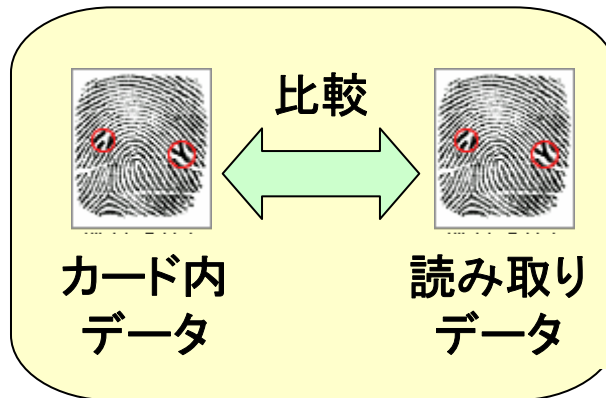 比較
カード内
データ
読み取り
データ